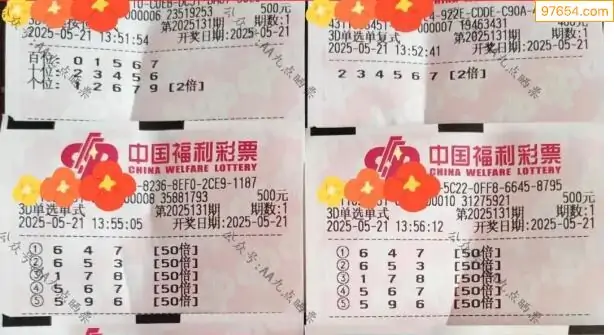 97654.com
000006 23519253
500元
2025-05-21 13:51:54
第2025131期
期数:1
开奖日期:2025-05-21
百位: 0 1 5 6 7
十位: 2 3 4 5 6
个位: 1 2 6 7 9 [2倍]
000007 19463431
3D单选单复式
第2025131期
期数:1
2025-05-21 13:52:41
开奖日期:2025-05-21
2 3 4 5 6 7 [2倍]
中国福利彩票
CHINA WELFARE LOTTERY
-8236-8EF0-2CE9-1187
000008 35881793
500元
3D单选单式
第2025131期
期数:1
2025-05-21 13:55:05
开奖日期:2025-05-21
① 6 4 7 [50倍]
② 6 5 3 [50倍]
③ 1 7 8 [50倍]
④ 5 6 7 [50倍]
⑤ 5 9 6 [50倍]
中国福利彩票
CHINA WELFARE LOTTERY
-5C22-0FF8-6645-8795
000010 31275921
500元
3D单选单式
第2025131期
期数:1
2025-05-21 13:56:12
开奖日期:2025-05-21
① 6 4 7 [50倍]
② 6 5 3 [50倍]
③ 1 7 8 [50倍]
④ 5 6 7 [50倍]
⑤ 5 9 6 [50倍]